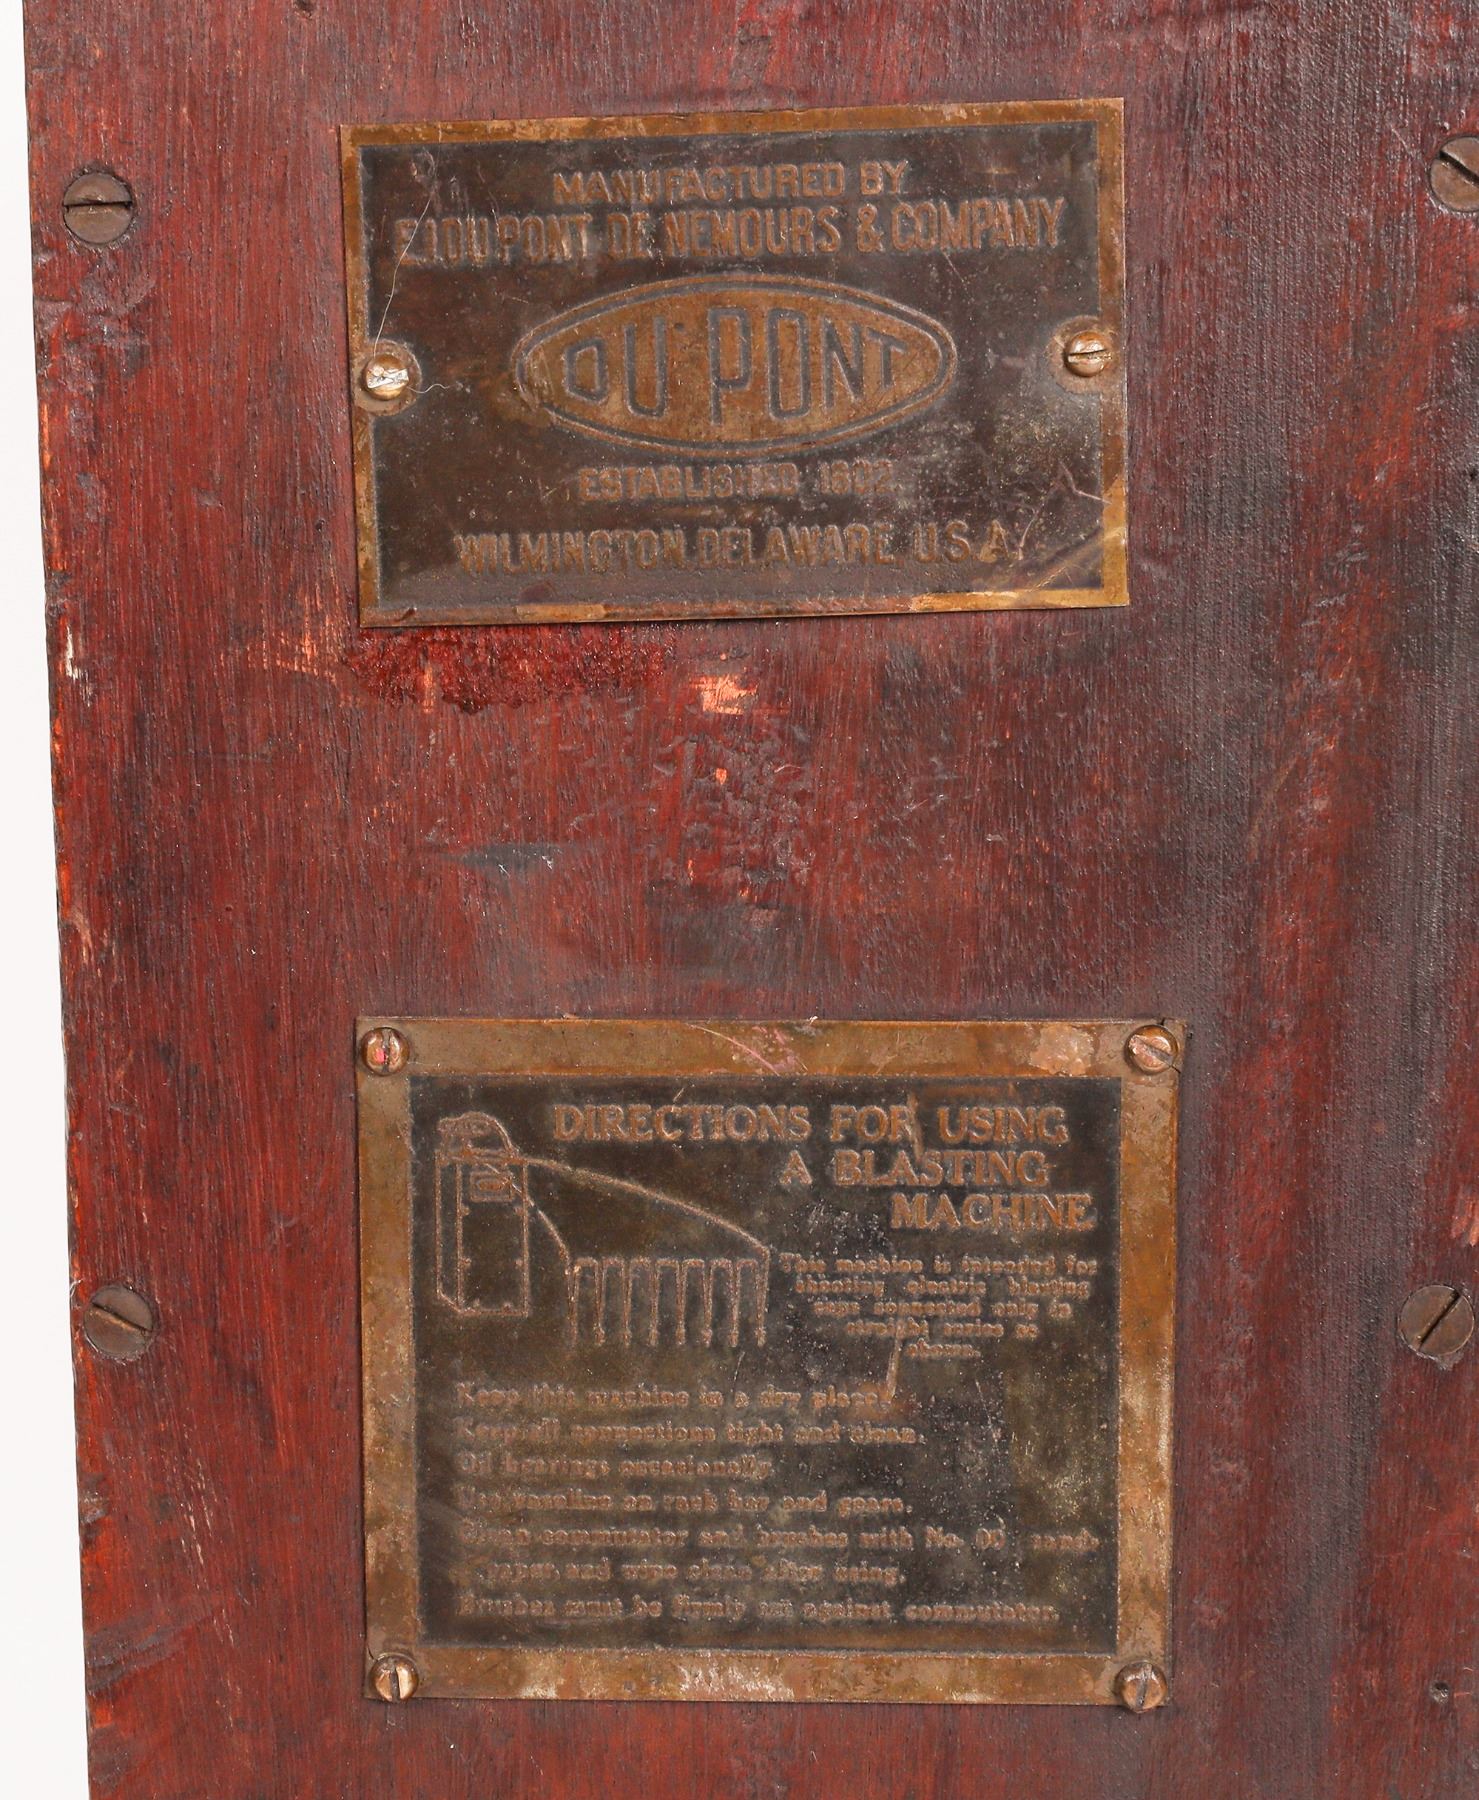 MANUFACTURED BY
E.I. DU PONT DE NEMOURS & COMPANY
DU PONT
ESTABLISHED 1802
WILMINGTON, DELAWARE, U.S.A.
DIRECTIONS FOR USING
A BLASTING
MACHINE
This machine is intended for
shooting electric blasting
caps connected only in
straight series as
shown.
Keep this machine in a dry place.
Keep all connections tight and clean.
Oil bearings occasionally.
Use vaseline on rack bar and gears.
Clean commutator and brushes with No. 00 sand-
paper and wipe clean after using.
Brushes must be firmly set against commutator.